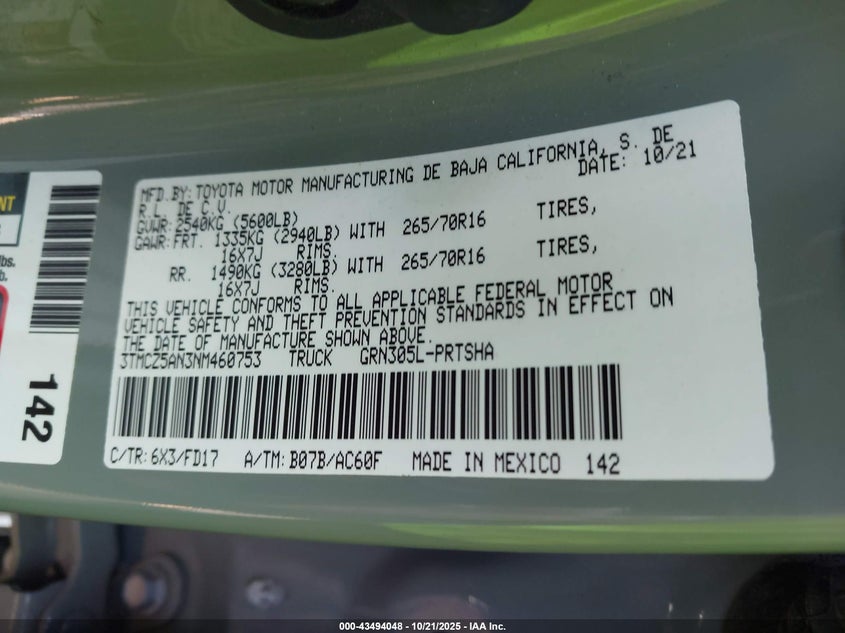 NT
lbs.
b.
142
MFD.BY: TOYOTA MOTOR MANUFACTURING DE BAJA CALIFORNIA, S. DE
R.L. DE C.V. DATE: 10/21
GVWR: 2540KG (5600LB)
GAWR: FRT. 1335KG (2940LB) WITH 265/70R16 TIRES,
16X7J RIMS,
RR. 1490KG (3280LB) WITH 265/70R16 TIRES,
16X7J RIMS.
THIS VEHICLE CONFORMS TO ALL APPLICABLE FEDERAL MOTOR
VEHICLE SAFETY AND THEFT PREVENTION STANDARDS IN EFFECT ON
THE DATE OF MANUFACTURE SHOWN ABOVE.
3TMCZ5AN3NM460753 TRUCK GRN305L-PRTSHA
C/TR: 6X3/FD17 A/TM: B07B/AC60F MADE IN MEXICO 142
000-43494048 | 10/21/2025 - IAA Inc.